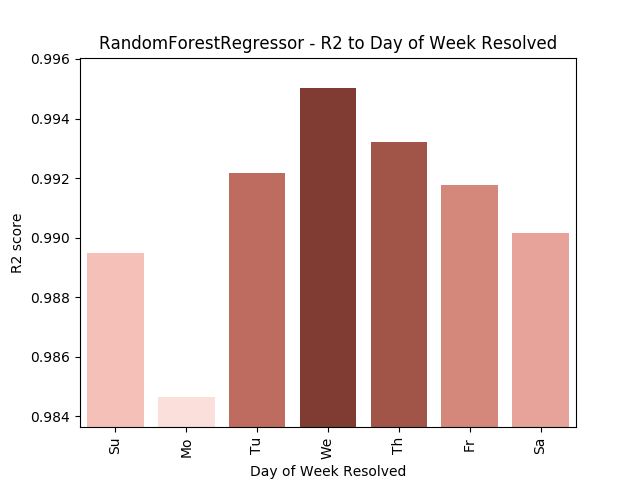 RandomForestRegressor - R2 to Day of Week Resolved
0.996
0.994
0.992
0.990
0.988
0.986
0.984
R2 score
Su
Mo
Tu
We
Th
Fr
Sa
Day of Week Resolved